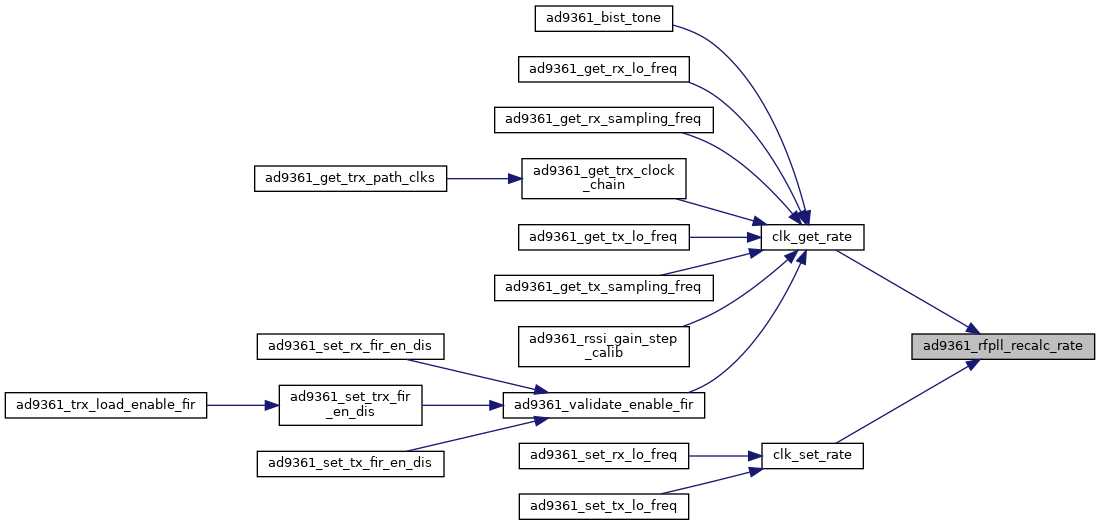 ad9361_bist_tone
ad9361_get_rx_lo_freq
ad9361_get_rx_sampling_freq
ad9361_get_trx_path_clks
ad9361_get_trx_clock
_chain
ad9361_get_tx_lo_freq
clk_get_rate
ad9361_get_tx_sampling_freq
ad9361_rssi_gain_step
_calib
ad9361_rfpll_recalc_rate
ad9361_set_rx_fir_en_dis
ad9361_trx_load_enable_fir
ad9361_set_trx_fir
_en_dis
ad9361_validate_enable_fir
ad9361_set_tx_fir_en_dis
ad9361_set_rx_lo_freq
clk_set_rate
ad9361_set_tx_lo_freq